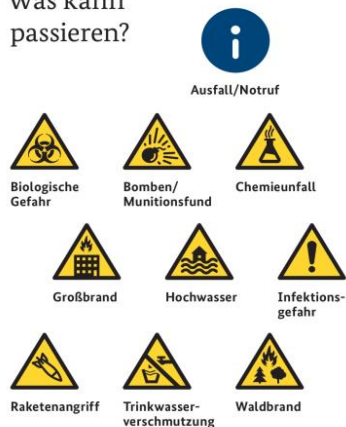 Was kann
passieren?
Ausfall/Notruf
Biologische
Gefahr
Bomben/
Munitionsfund
Chemieunfall
Großbrand
Hochwasser
Infektions-
gefahr
Raketenangriff
Trinkwasser-
verschmutzung
Waldbrand